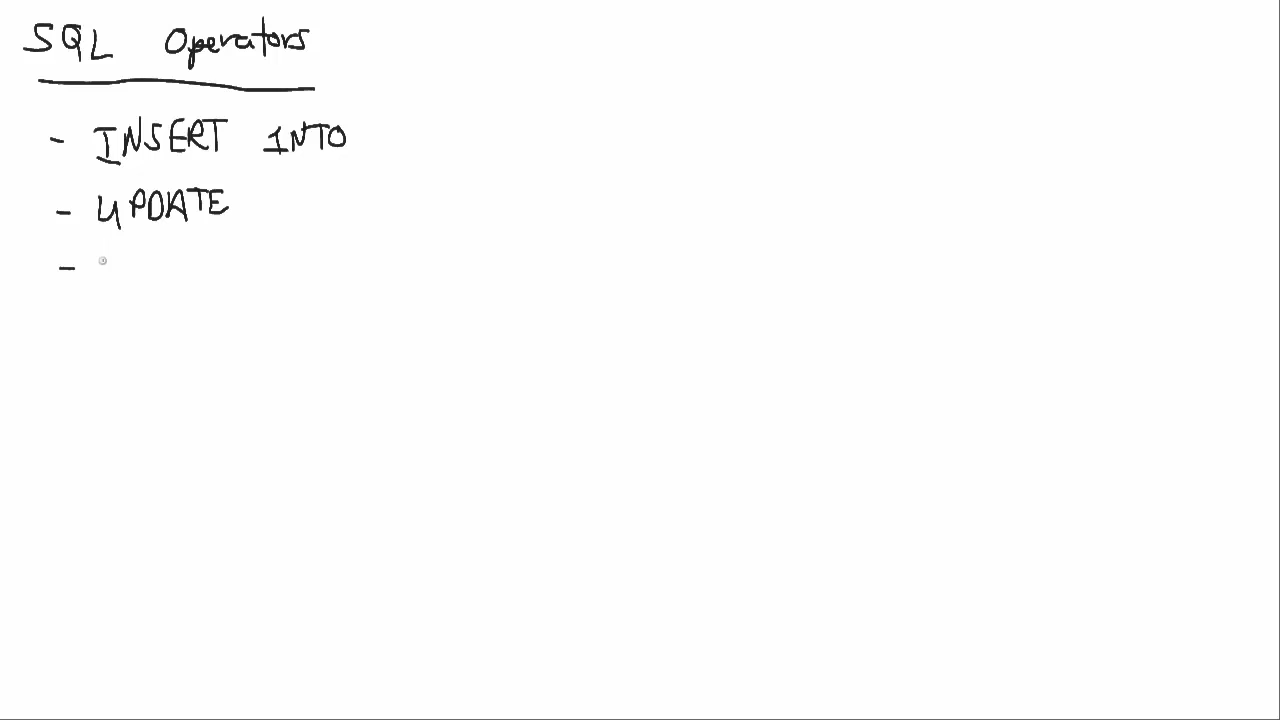 SQL Operators
- INSERT INTO
- UPDATE
-